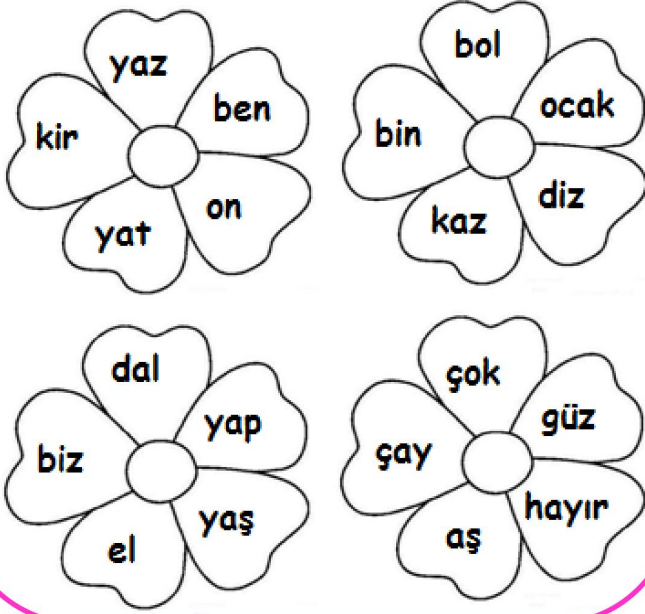 yaz
ben
kir
on
yat
bol
ocak
bin
diz
kaz
dal
yap
biz
yaş
el
çok
güz
çay
hayır
aş